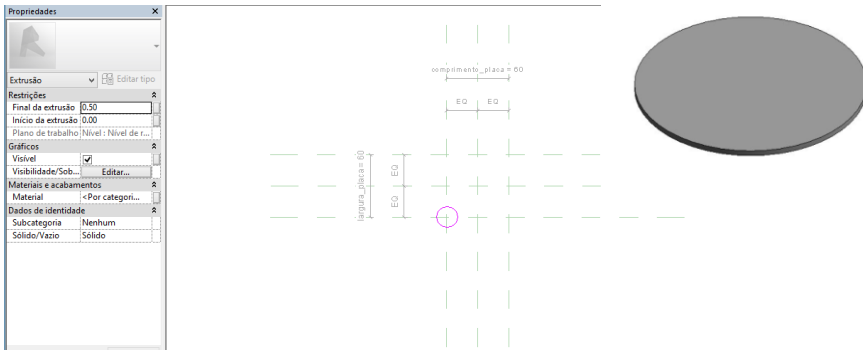 Propriedades
Extrusão
Editar tipo
Restrições
Final da extrusão 0.50
Início da extrusão 0.00
Plano de trabalho Nível : Nível de r...
Gráficos
Visível
Visibilidade/Sob... Editar...
Materiais e acabamentos
Material <Por categori...
Dados de identidade
Subcategoria Nenhum
Sólido/Vazio Sólido
comprimento_placa = 60
EQ EQ
largura_placa = 60
EQ
EQ